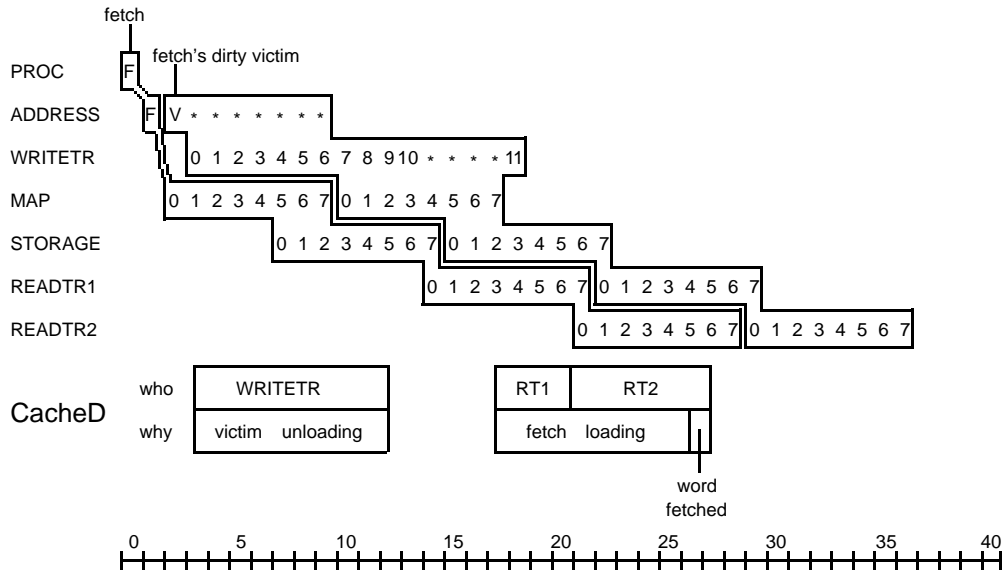 fetch
fetch's dirty victim
PROC F
ADDRESS F V * * * * * * *
WRITETR 0 1 2 3 4 5 6 7 8 9 10 * * * * 11
MAP 0 1 2 3 4 5 6 7 0 1 2 3 4 5 6 7
STORAGE 0 1 2 3 4 5 6 7 0 1 2 3 4 5 6 7
READTR1 0 1 2 3 4 5 6 7 0 1 2 3 4 5 6 7
READTR2 0 1 2 3 4 5 6 7 0 1 2 3 4 5 6 7
who WRITETR RT1 RT2
CacheD
why victim unloading fetch loading
word
fetched
0 5 10 15 20 25 30 35 40